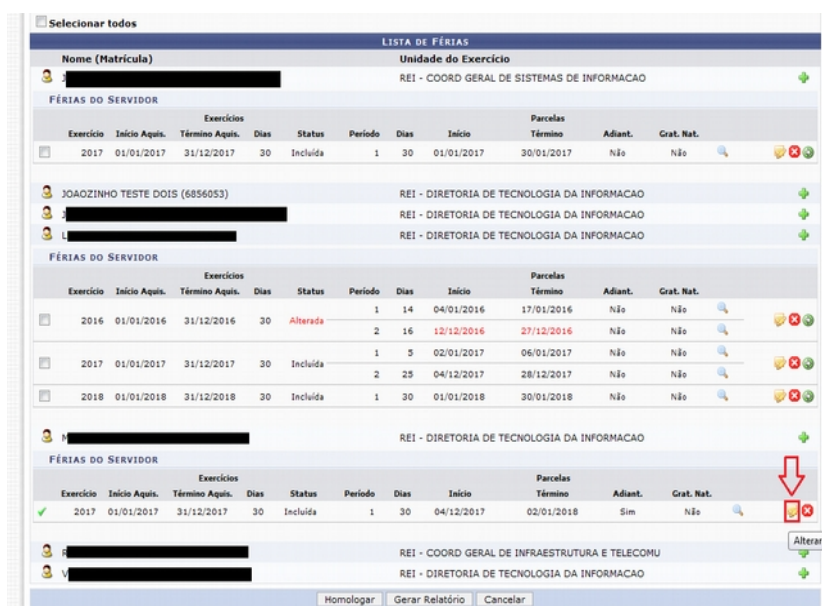 Selecionar todos
LISTA DE FÉRIAS
Nome (Matrícula) Unidade do Exercício
J REI - COORD GERAL DE SISTEMAS DE INFORMACAO
FÉRIAS DO SERVIDOR
Exercícios Parcelas
Exercício Início Aquis. Término Aquis. Dias Status Período Dias Início Término Adiant. Grat. Nat.
2017 01/01/2017 31/12/2017 30 Incluída 1 30 01/01/2017 30/01/2017 Não Não
JOAOZINHO TESTE DOIS (6856053) REI - DIRETORIA DE TECNOLOGIA DA INFORMACAO
J REI - DIRETORIA DE TECNOLOGIA DA INFORMACAO
L REI - DIRETORIA DE TECNOLOGIA DA INFORMACAO
FÉRIAS DO SERVIDOR
Exercícios Parcelas
Exercício Início Aquis. Término Aquis. Dias Status Período Dias Início Término Adiant. Grat. Nat.
1 14 04/01/2016 17/01/2016 Não Não
2016 01/01/2016 31/12/2016 30 Alterada
2 16 12/12/2016 27/12/2016 Não Não
1 5 02/01/2017 06/01/2017 Não Não
2017 01/01/2017 31/12/2017 30 Incluída
2 25 04/12/2017 28/12/2017 Não Não
2018 01/01/2018 31/12/2018 30 Incluída 1 30 01/01/2018 30/01/2018 Não Não
M REI - DIRETORIA DE TECNOLOGIA DA INFORMACAO
FÉRIAS DO SERVIDOR
Exercícios Parcelas
Exercício Início Aquis. Término Aquis. Dias Status Período Dias Início Término Adiant. Grat. Nat.
2017 01/01/2017 31/12/2017 30 Incluída 1 30 04/12/2017 02/01/2018 Sim Não
Alterar
R REI - COORD GERAL DE INFRAESTRUTURA E TELECOMU
V REI - DIRETORIA DE TECNOLOGIA DA INFORMACAO
Homologar Gerar Relatório Cancelar